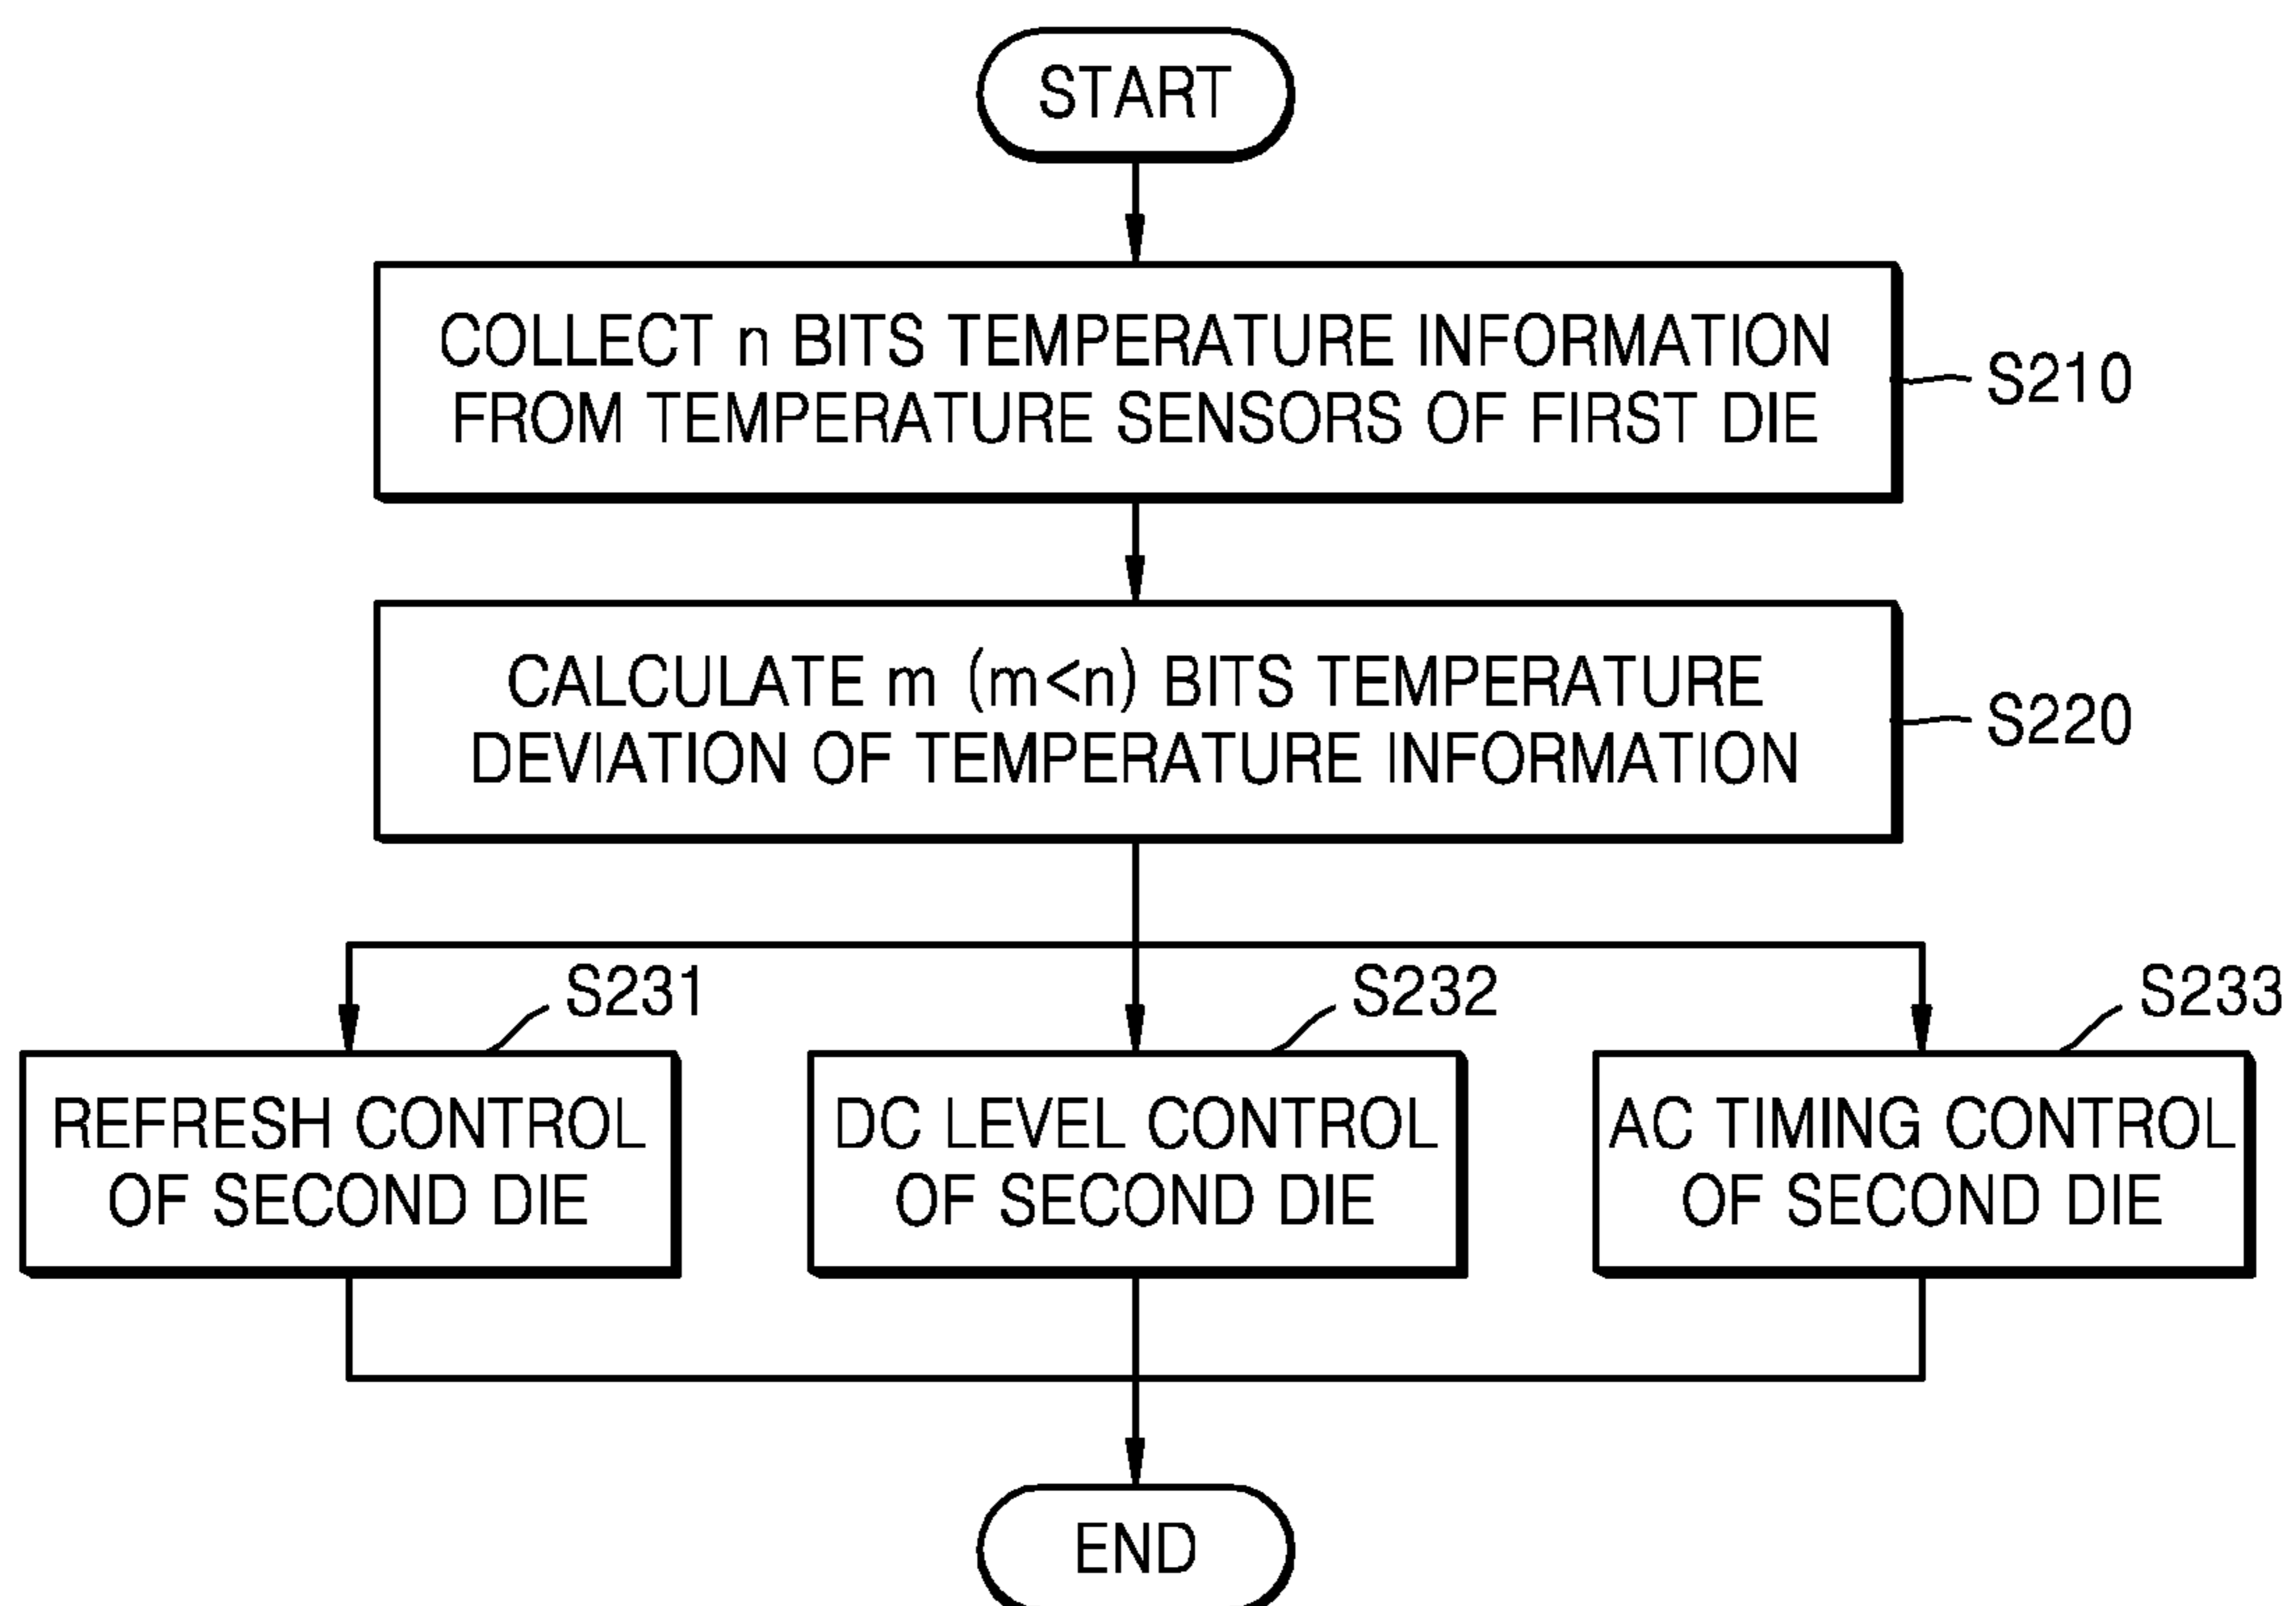 START
COLLECT n BITS TEMPERATURE INFORMATION
FROM TEMPERATURE SENSORS OF FIRST DIE
S210
CALCULATE m (m<n) BITS TEMPERATURE
DEVIATION OF TEMPERATURE INFORMATION
S220
S231
REFRESH CONTROL
OF SECOND DIE
S232
DC LEVEL CONTROL
OF SECOND DIE
S233
AC TIMING CONTROL
OF SECOND DIE
END